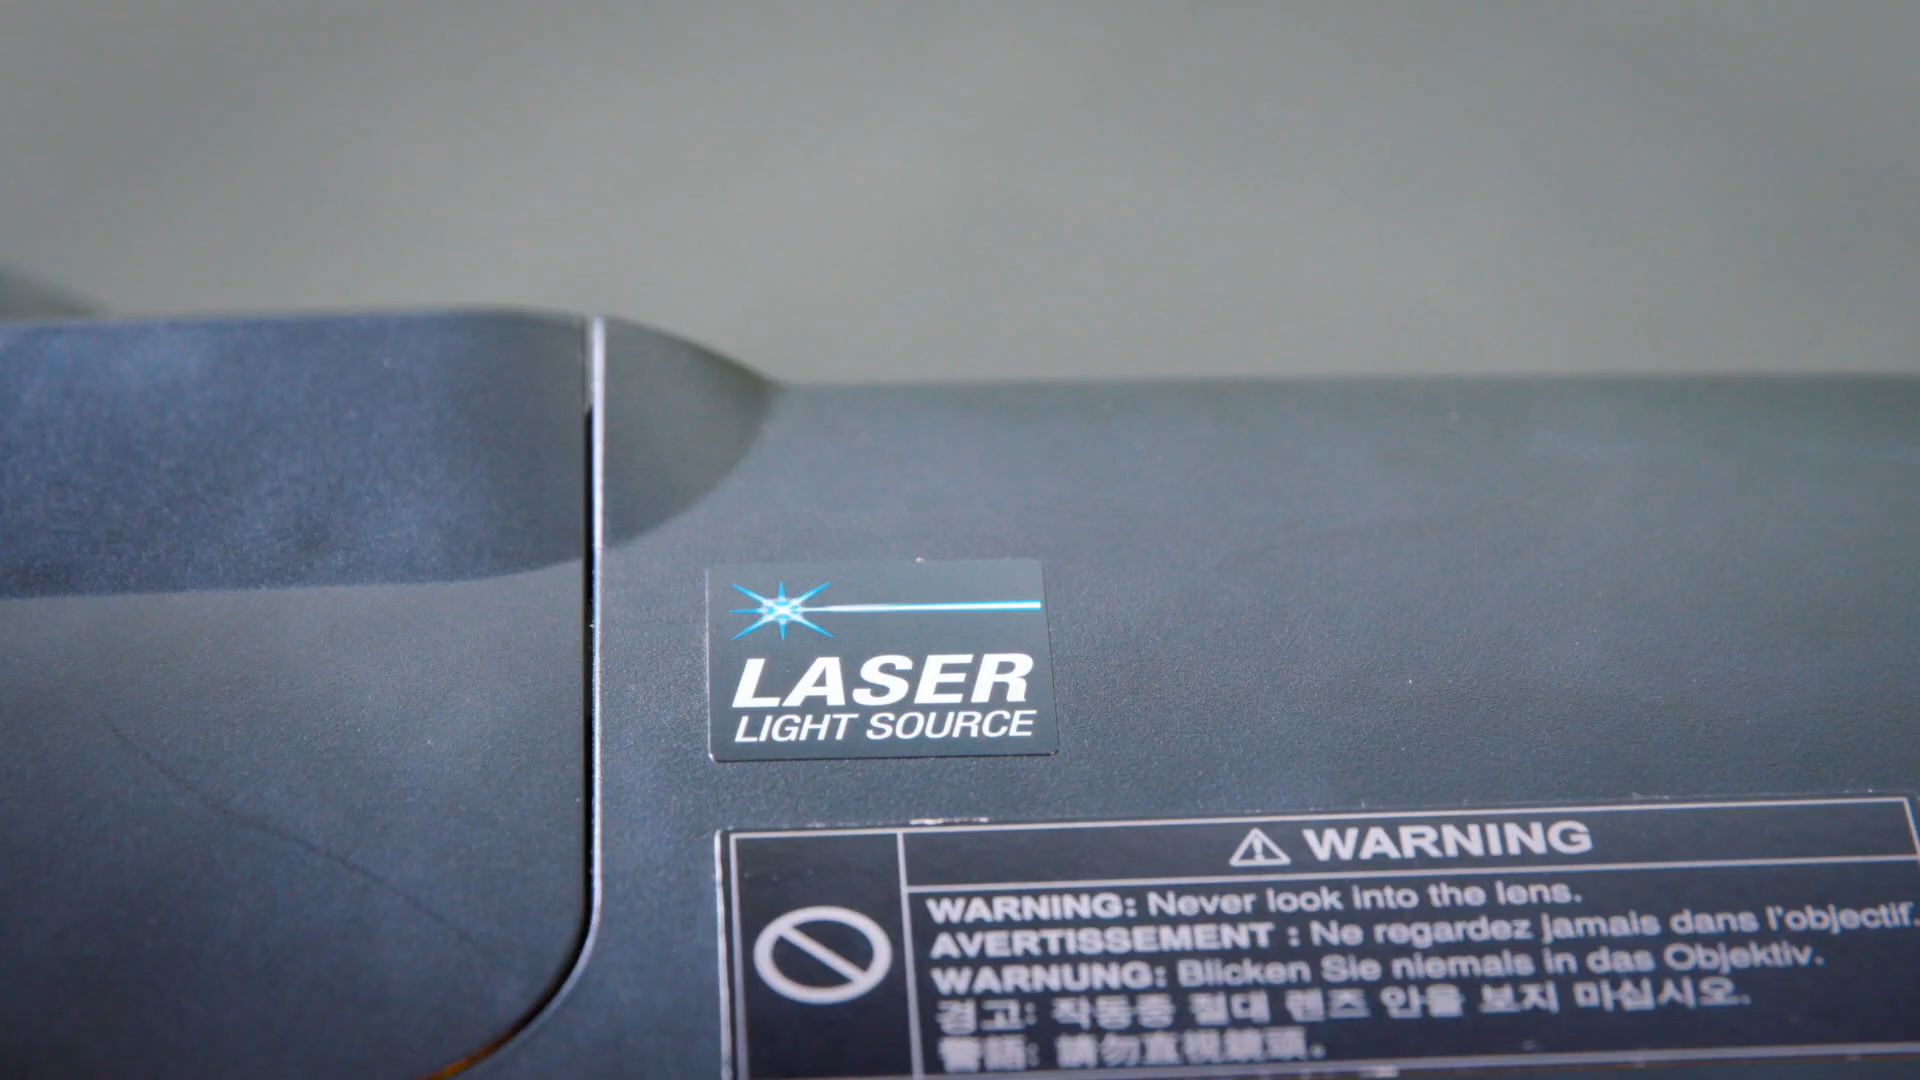 LASER
LIGHT SOURCE
WARNING
WARNING: Never look into the lens.
AVERTISSEMENT : Ne regardez jamais dans l'objectif.
WARNUNG: Blicken Sie niemals in das Objektiv.
경고: 작동중 절대 렌즈 안을 보지 마십시오.
警語: 請勿直視鏡頭.